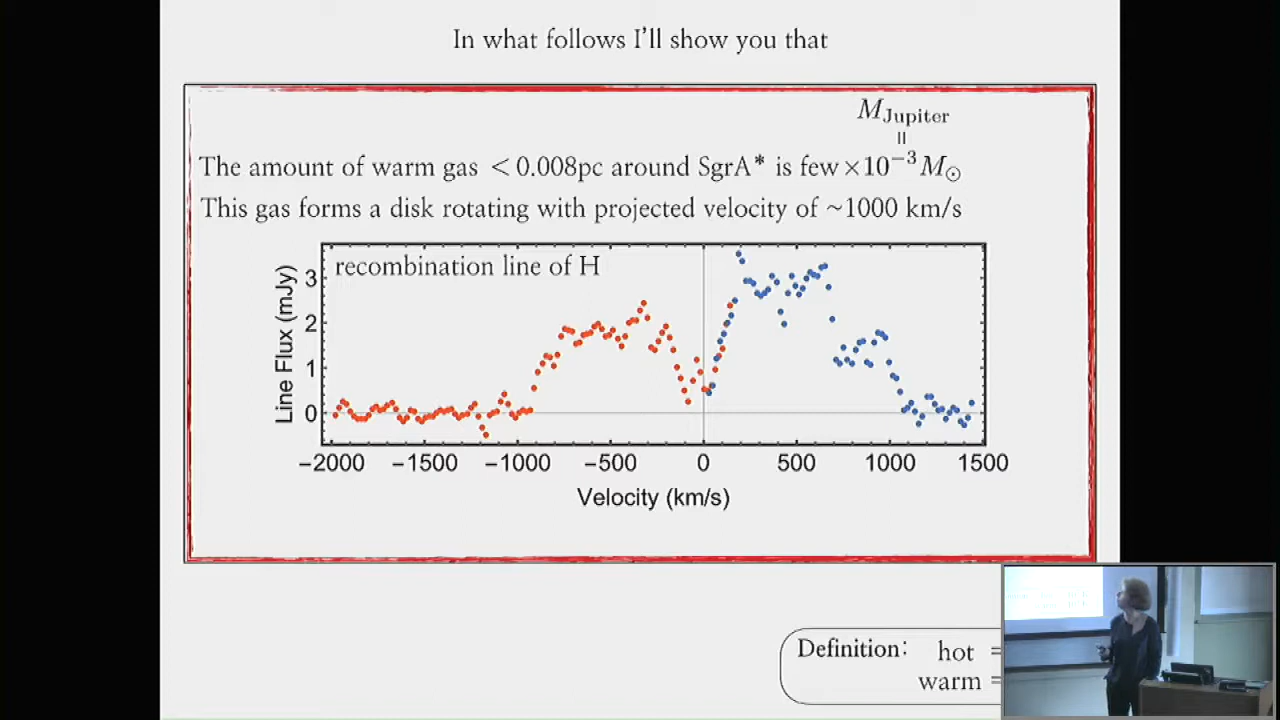 In what follows I'll show you that
M_Jupiter
=
The amount of warm gas <0.008pc around SgrA* is few ×10⁻³ M☉
This gas forms a disk rotating with projected velocity of ~1000 km/s
recombination line of H
Line Flux (mJy)
3
2
1
0
−2000 −1500 −1000 −500 0 500 1000 1500
Velocity (km/s)
Definition: hot =
warm =